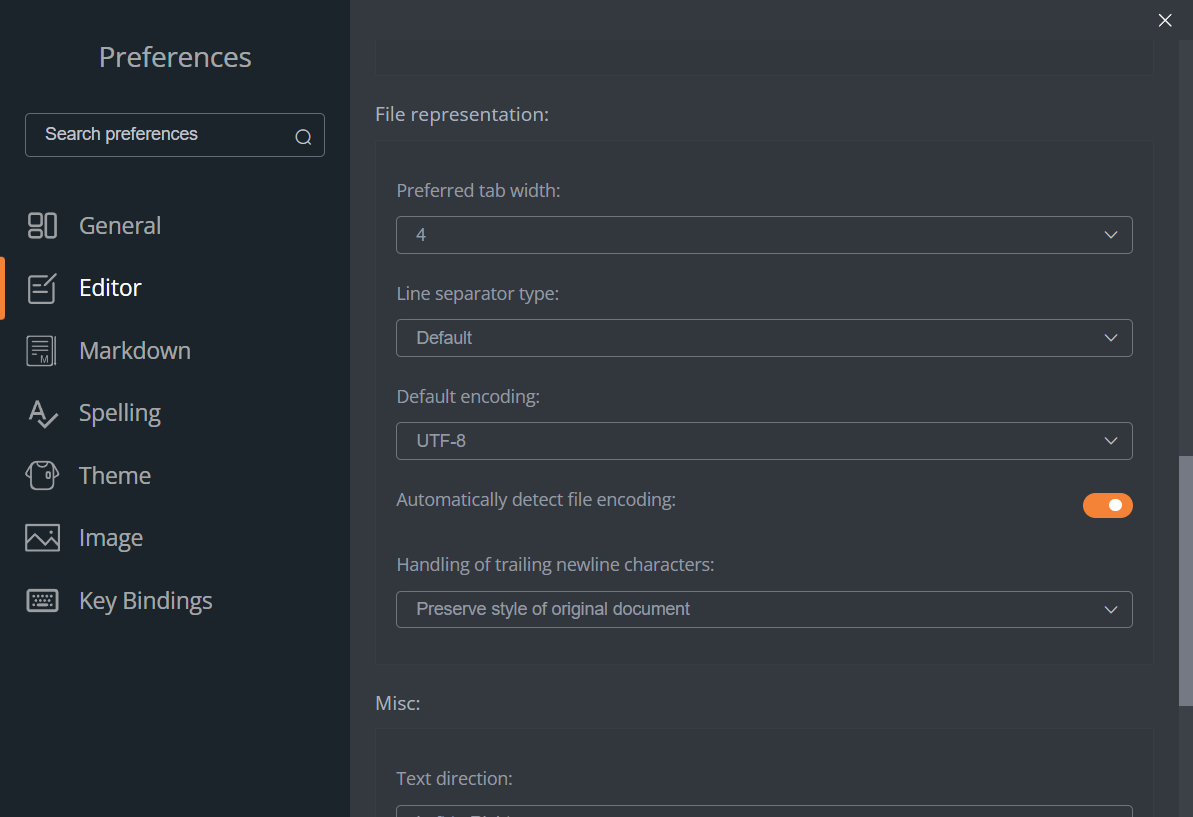 Preferences
Search preferences
General
Editor
Markdown
Spelling
Theme
Image
Key Bindings
File representation:
Preferred tab width:
4
Line separator type:
Default
Default encoding:
UTF-8
Automatically detect file encoding:
Handling of trailing newline characters:
Preserve style of original document
Misc:
Text direction: